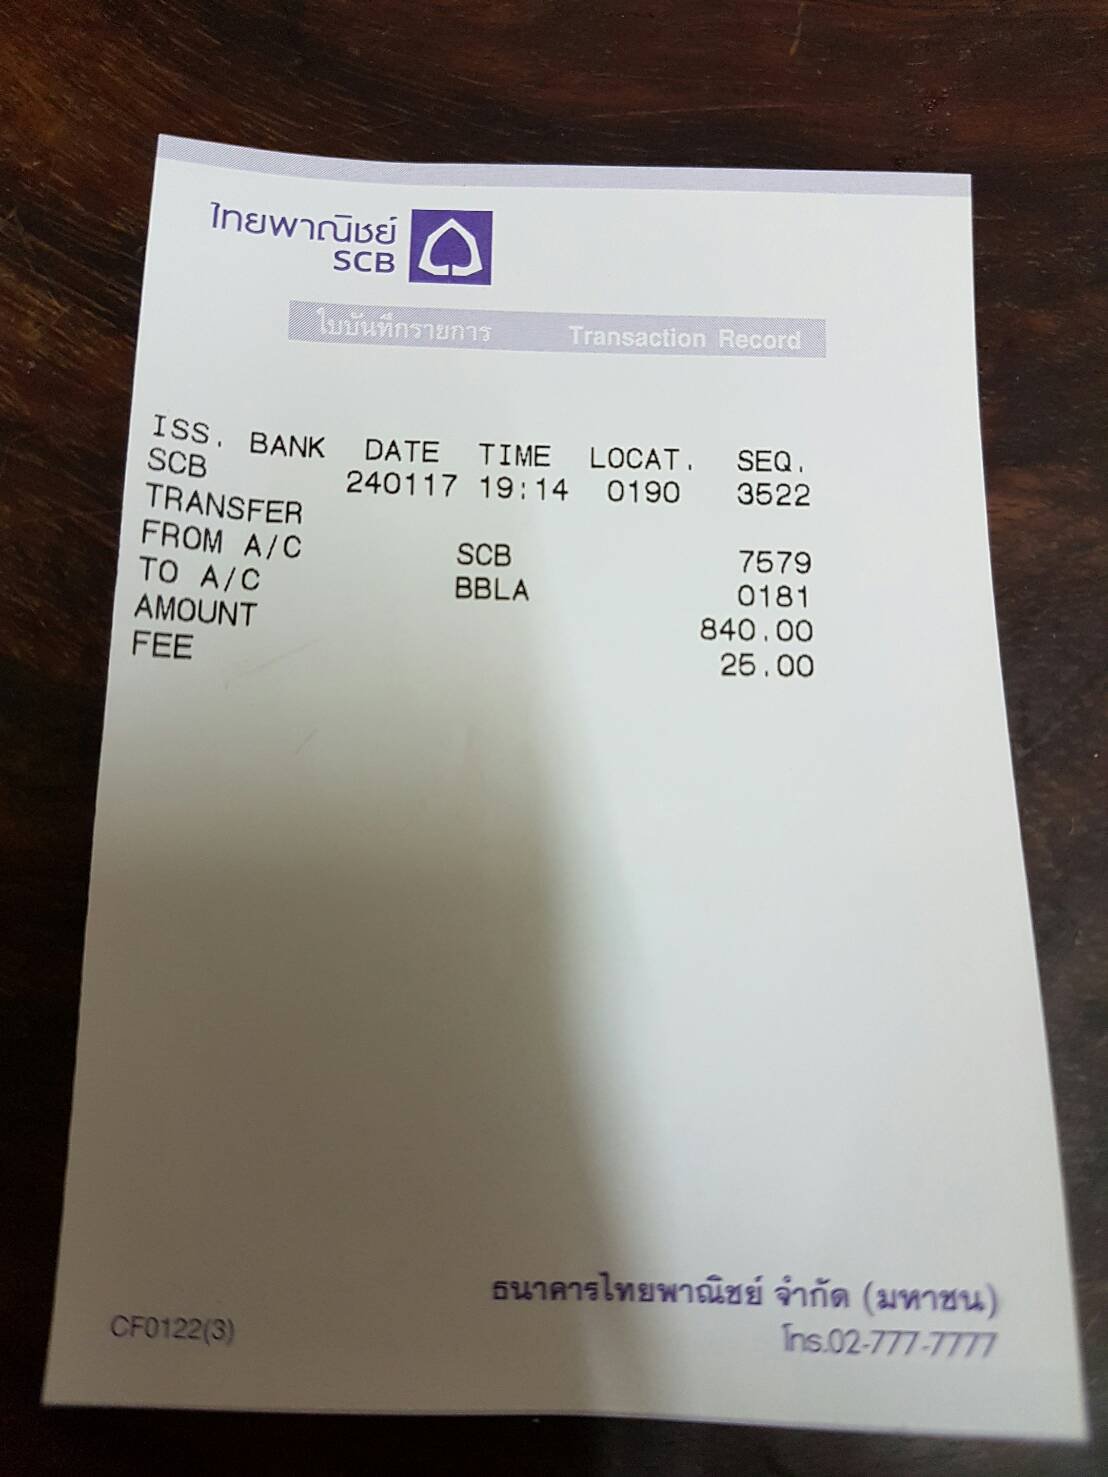 ไทยพาณิชย์
SCB
ใบบันทึกรายการ Transaction Record
ISS. BANK DATE TIME LOCAT. SEQ.
SCB 240117 19:14 0190 3522
TRANSFER
FROM A/C SCB 7579
TO A/C BBLA 0181
AMOUNT 840.00
FEE 25.00
ธนาคารไทยพาณิชย์ จำกัด (มหาชน)
CF0122(3) โทร.02-777-7777